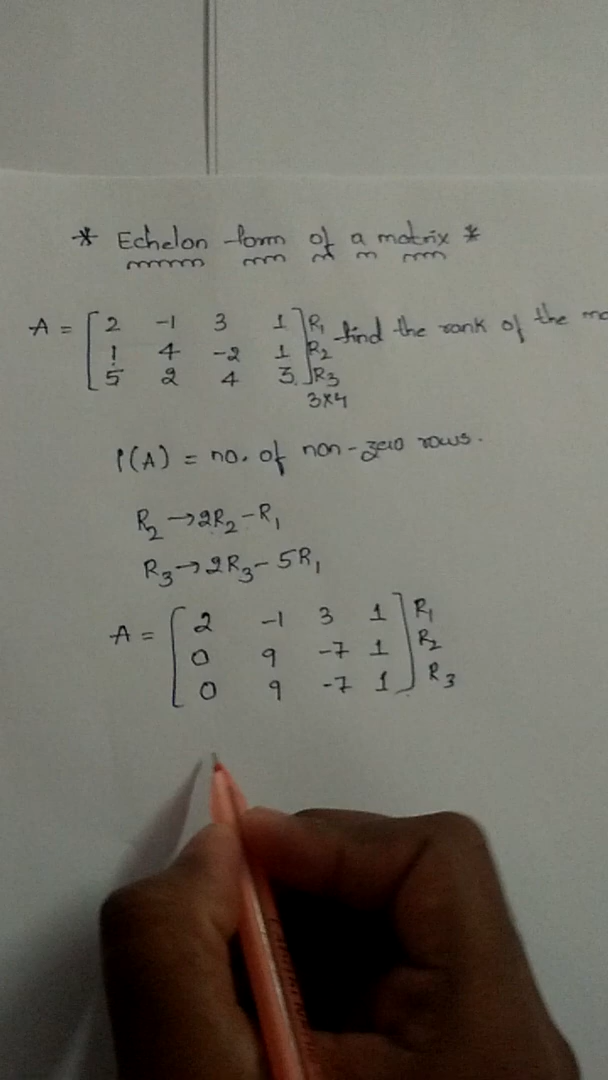 * Echelon form of a matrix *
A = [ 2 -1 3 1 ] R1 find the rank of the
1 4 -2 1 R2
5 2 4 3 R3
3x4
ρ(A) = no. of non-zero rows.
R2 → 2R2 - R1
R3 → 2R3 - 5R1
A = [ 2 -1 3 1 ] R1
0 9 -7 1 R2
0 9 -7 1 R3